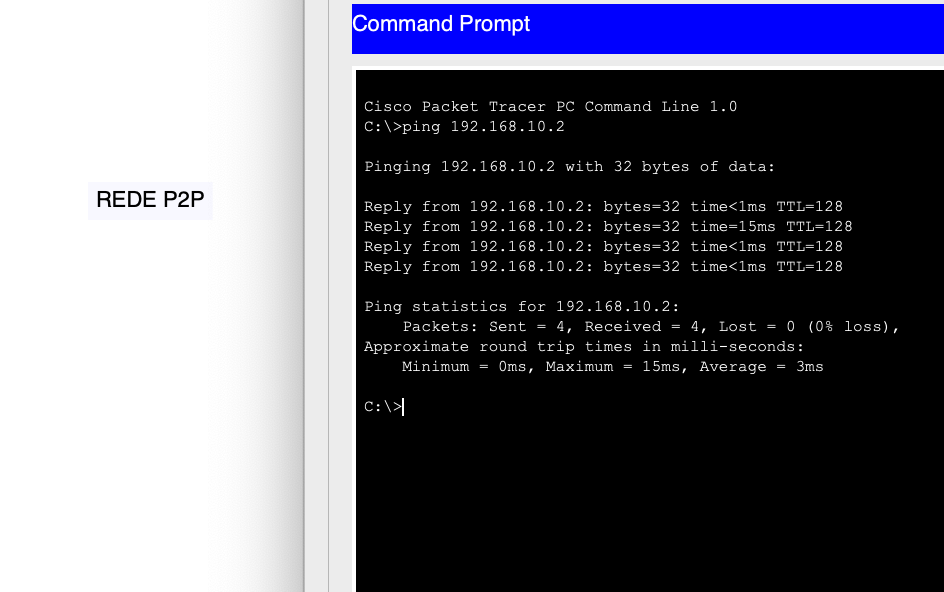 Command Prompt
Cisco Packet Tracer PC Command Line 1.0
C:\>ping 192.168.10.2
Pinging 192.168.10.2 with 32 bytes of data:
Reply from 192.168.10.2: bytes=32 time<1ms TTL=128
Reply from 192.168.10.2: bytes=32 time=15ms TTL=128
Reply from 192.168.10.2: bytes=32 time<1ms TTL=128
Reply from 192.168.10.2: bytes=32 time<1ms TTL=128
Ping statistics for 192.168.10.2:
    Packets: Sent = 4, Received = 4, Lost = 0 (0% loss),
Approximate round trip times in milli-seconds:
    Minimum = 0ms, Maximum = 15ms, Average = 3ms
C:\>
REDE P2P